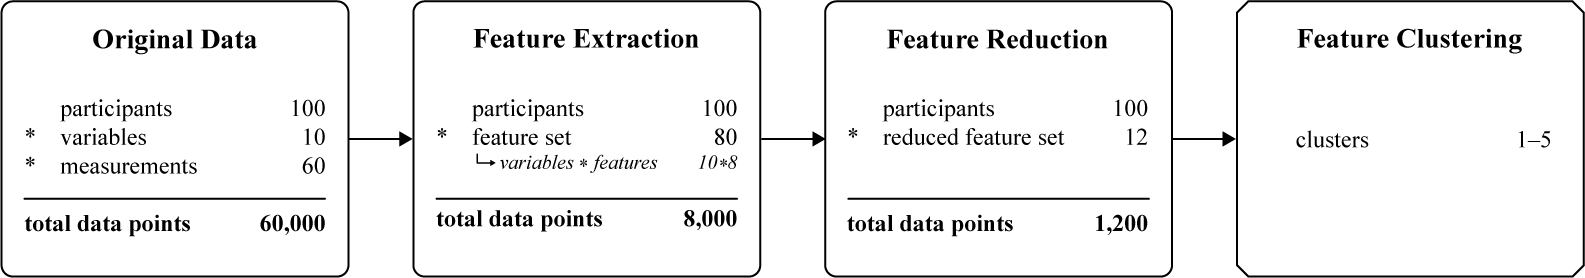 Original Data
participants 100
* variables 10
* measurements 60
total data points 60,000
Feature Extraction
participants 100
* feature set 80
variables * features 10*8
total data points 8,000
Feature Reduction
participants 100
* reduced feature set 12
total data points 1,200
Feature Clustering
clusters 1–5